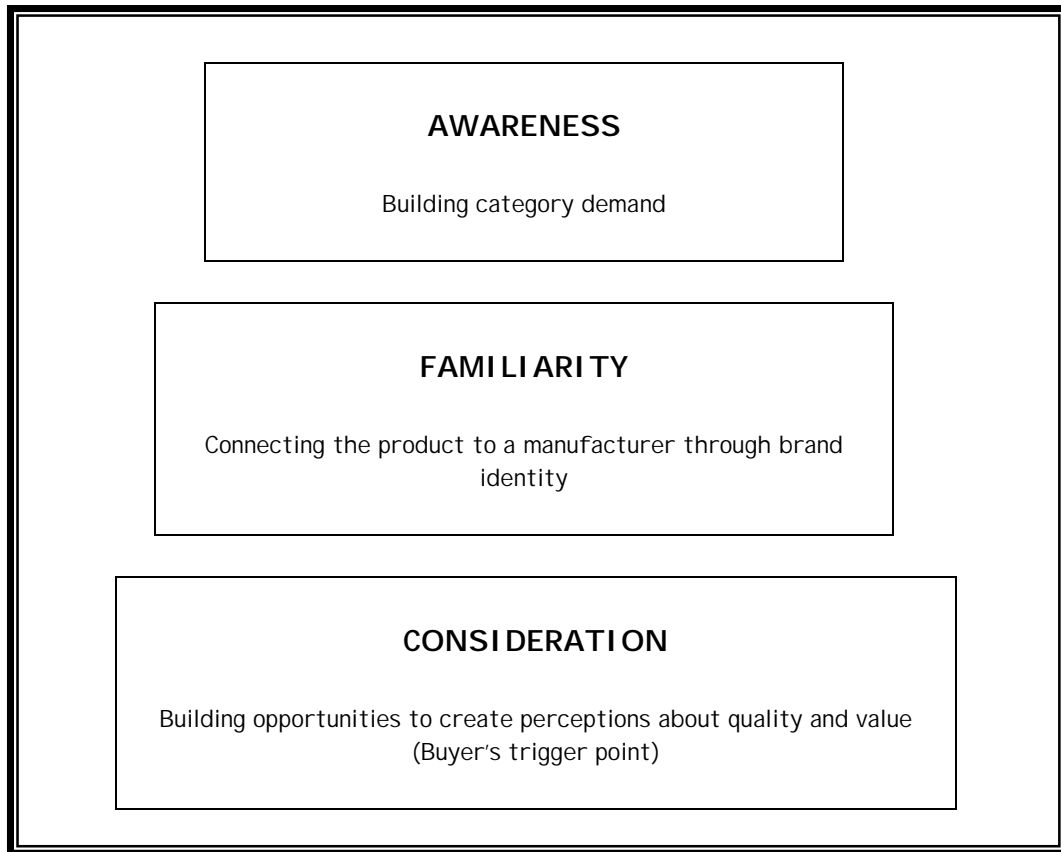 AWARENESS
Building category demand
FAMILIARITY
Connecting the product to a manufacturer through brand
identity
CONSIDERATION
Building opportunities to create perceptions about quality and value
(Buyer's trigger point)